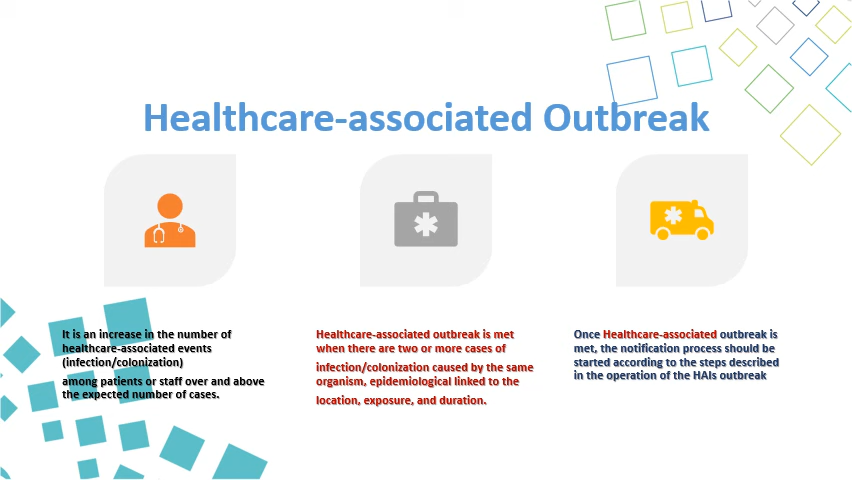 Healthcare-associated Outbreak
It is an increase in the number of
healthcare-associated events
(infection/colonization)
among patients or staff over and above
the expected number of cases.
Healthcare-associated outbreak is met
when there are two or more cases of
infection/colonization caused by the same
organism, epidemiological linked to the
location, exposure, and duration.
Once Healthcare-associated outbreak is
met, the notification process should be
started according to the steps described
in the operation of the HAIs outbreak